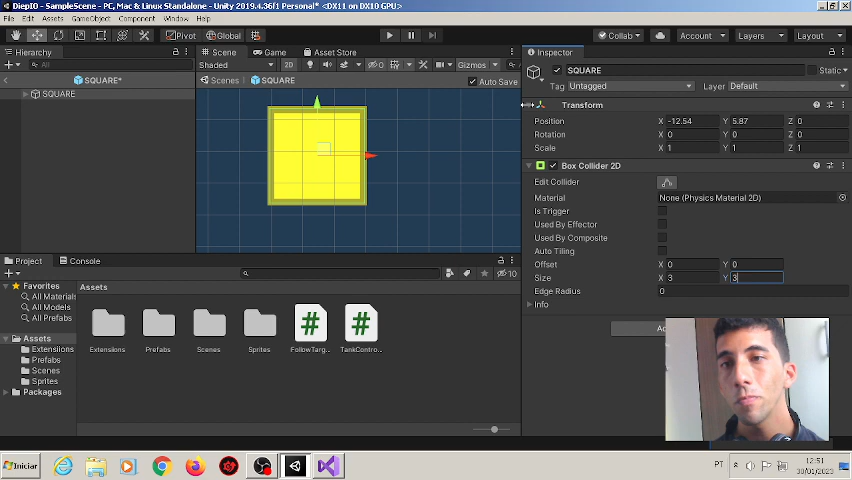 DiepIO - SampleScene - PC, Mac & Linux Standalone - Unity 2019.4.36f1 Personal* <DX11 on DX10 GPU>
File Edit Assets GameObject Component Window Help
Pivot Global Collab Account Layers Layout
Hierarchy
All
SQUARE*
SQUARE
Scene Game Asset Store
Shaded 2D 0 Gizmos
Scenes SQUARE Auto Save
Inspector
SQUARE Static
Tag Untagged Layer Default
Transform
Position X -12.54 Y 5.87 Z 0
Rotation X 0 Y 0 Z 0
Scale X 1 Y 1 Z 1
Box Collider 2D
Edit Collider
Material None (Physics Material 2D)
Is Trigger
Used By Effector
Used By Composite
Auto Tiling
Offset X 0 Y 0
Size X 3 Y 3
Edge Radius 0
Info
Project Console
10
Favorites
All Materials
All Models
All Prefabs
Assets
Extensiions
Prefabs
Scenes
Sprites
Packages
Assets
Extensiions Prefabs Scenes Sprites FollowTarg... TankContro...
Iniciar PT 12:51
30/01/2023